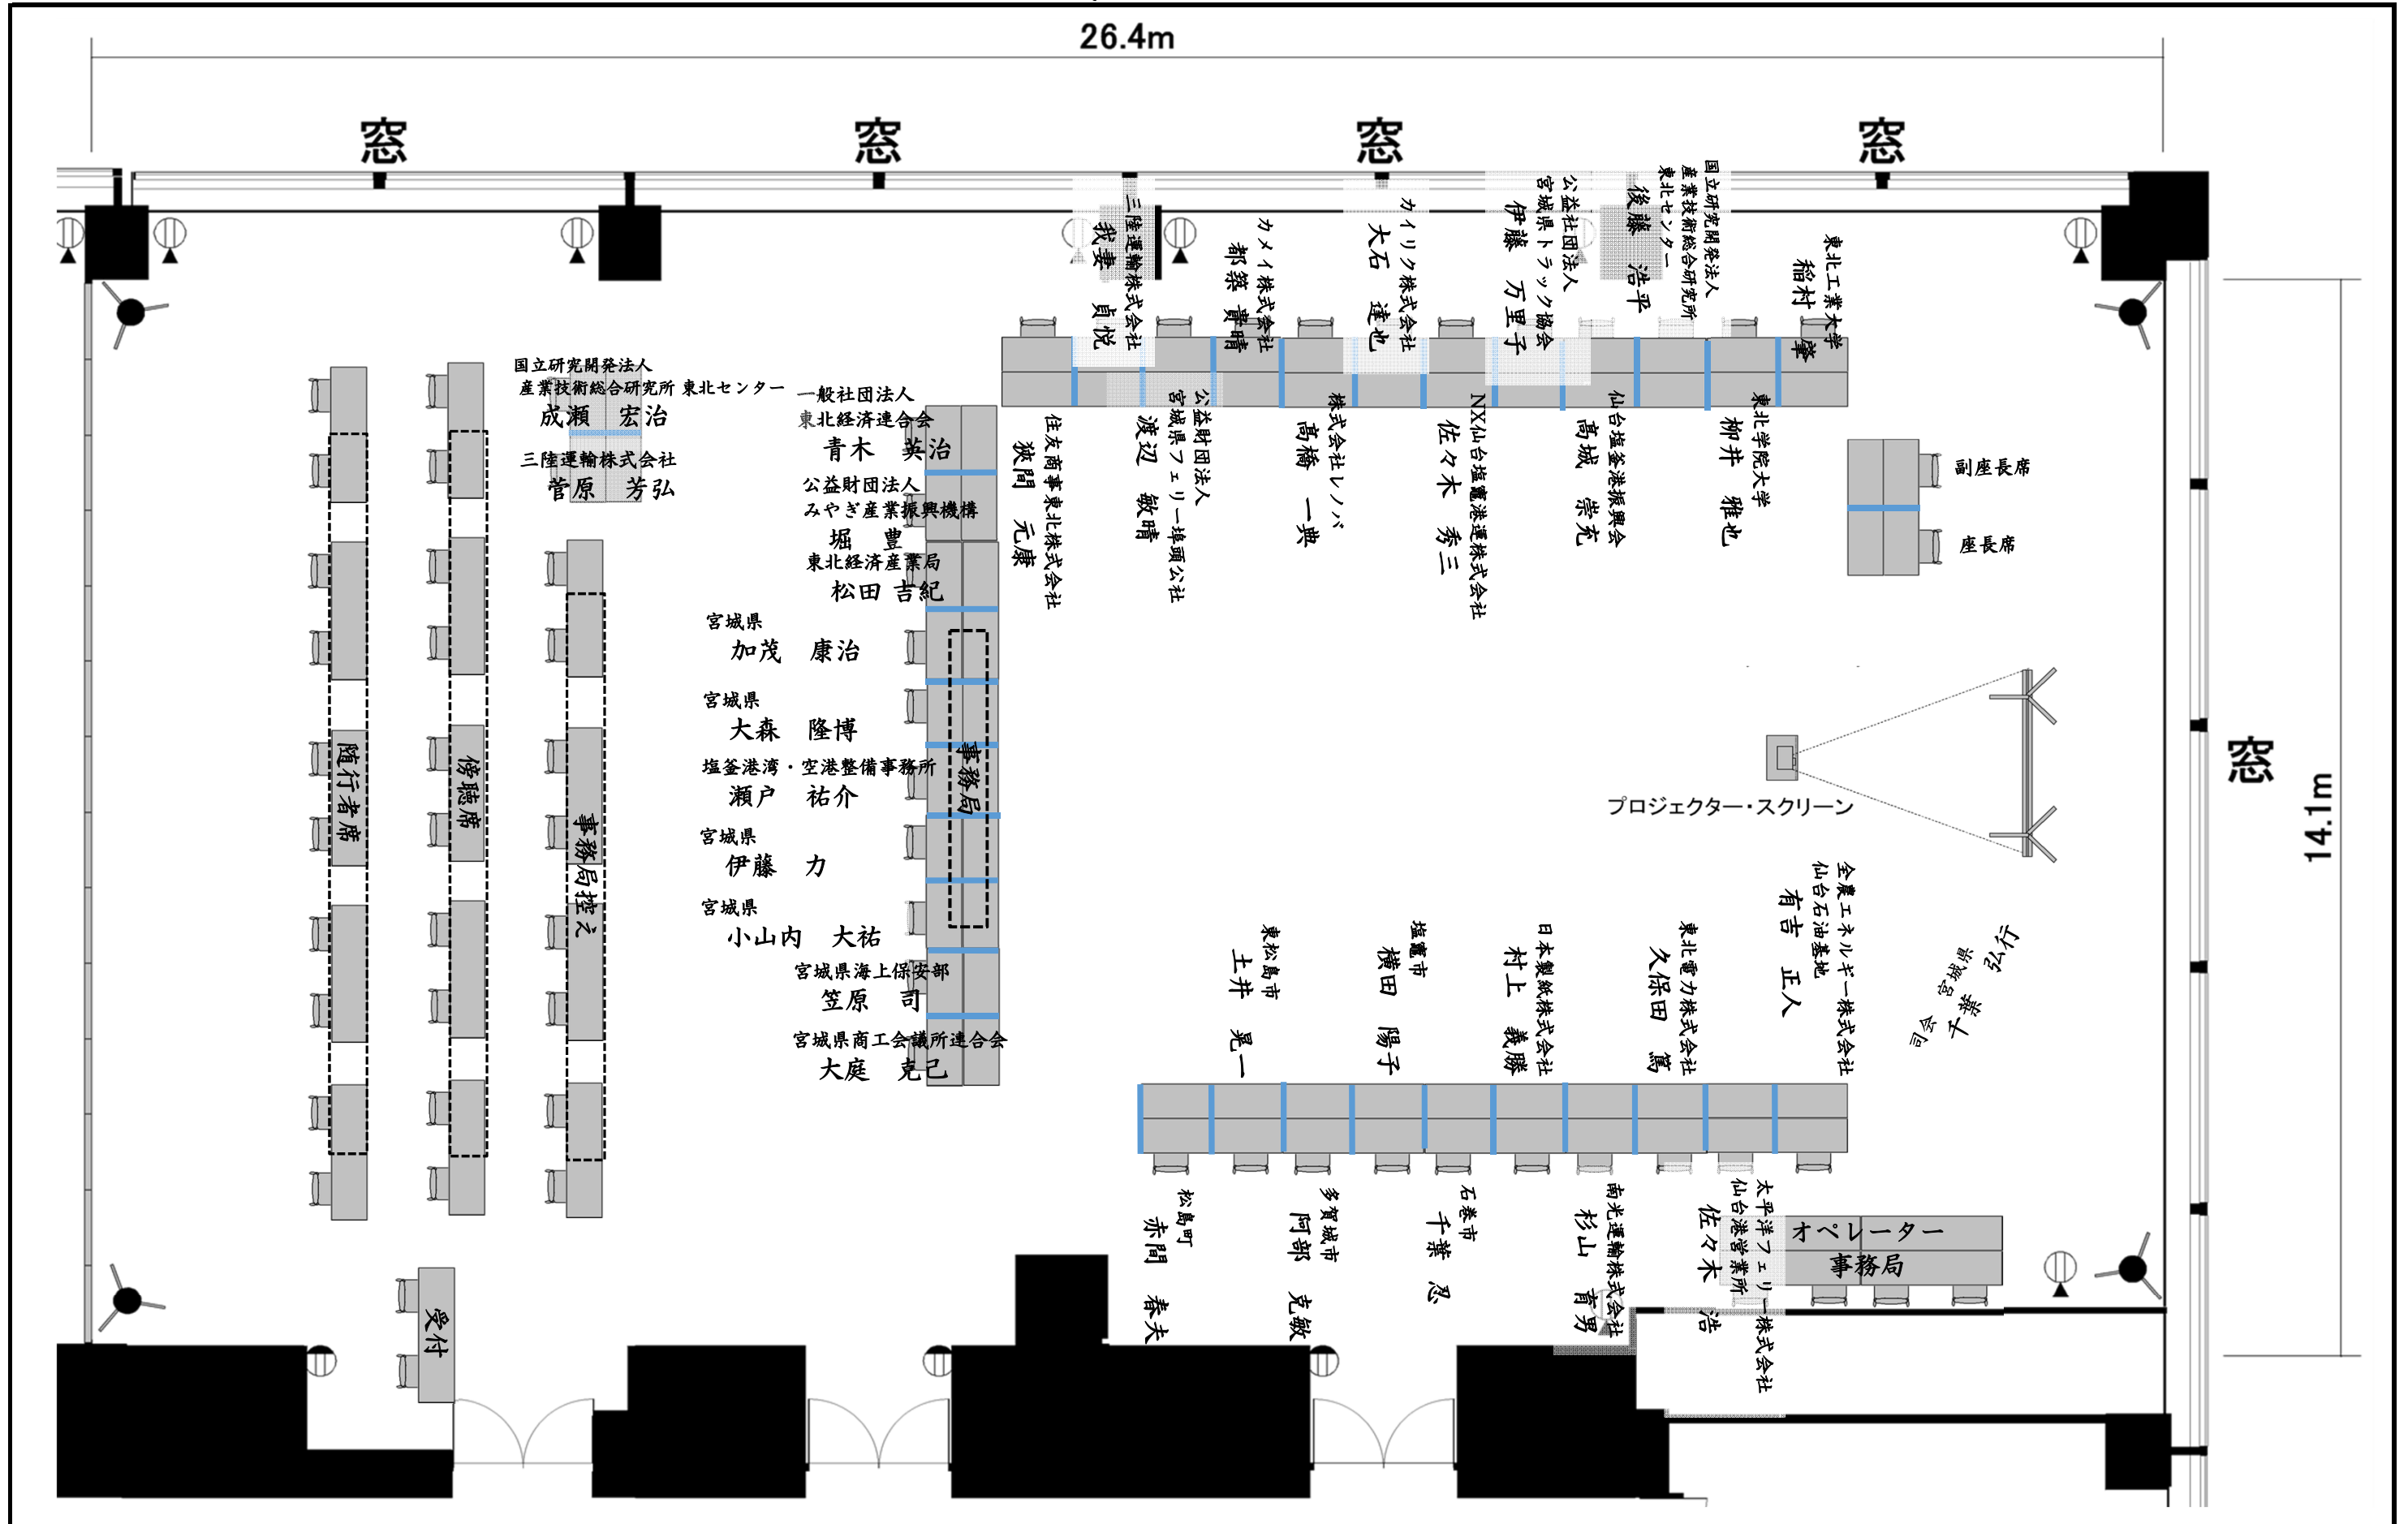 26.4m
窓
窓
窓
窓
三陸運輸株式会社
我妻　貞悦
カメイ株式会社
都築 貴晴
カイリク株式会社
大石　達也
公益社団法人
宮城県トラック協会
伊藤　万里子
国立研究開発法人
産業技術総合研究所
東北センター
後藤　浩平
東北工業大学
稲村　肇
住友商事東北株式会社
狹間　元康
公益財団法人
宮城県フェリー埠頭公社
渡辺　敏晴
株式会社レノバ
髙橋　一典
NX仙台塩竈港運株式会社
佐々木　秀三
仙台塩釜港振興会
高城　崇充
東北学院大学
柳井　雅也
副座長席
座長席
国立研究開発法人
産業技術総合研究所 東北センター
成瀬　宏治
三陸運輸株式会社
菅原　芳弘
一般社団法人
東北経済連合会
青木　英治
公益財団法人
みやぎ産業振興機構
堀　豊
東北経済産業局
松田 吉紀
宮城県
加茂　康治
宮城県
大森　隆博
塩釜港湾・空港整備事務所
瀬戸　祐介
宮城県
伊藤　力
宮城県
小山内　大祐
宮城県海上保安部
笠原　司
宮城県商工会議所連合会
大庭　克己
事務局
随行者席
傍聴席
事務局控え
プロジェクター・スクリーン
窓
14.1m
東松島市
土井　晃一
塩竈市
横田　陽子
日本製紙株式会社
村上　義勝
東北電力株式会社
久保田　篤
全農エネルギー株式会社
仙台石油基地
有吉　正人
司会　宮城県
千葉　弘行
松島町
赤間　春夫
多賀城市
阿部　克敏
石巻市
千葉　忍
南光運輸株式会社
杉山　育男
太平洋フェリー株式会社
仙台港営業所
佐々木　浩
オペレーター
事務局
受付